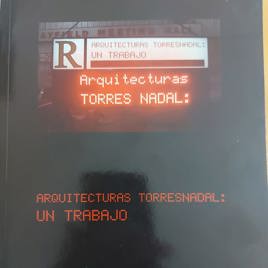 R
ARQUITECTURAS TORRESNADAL:
UN TRABAJO
Arquitecturas
TORRES NADAL:
ARQUITECTURAS TORRESNADAL:
UN TRABAJO